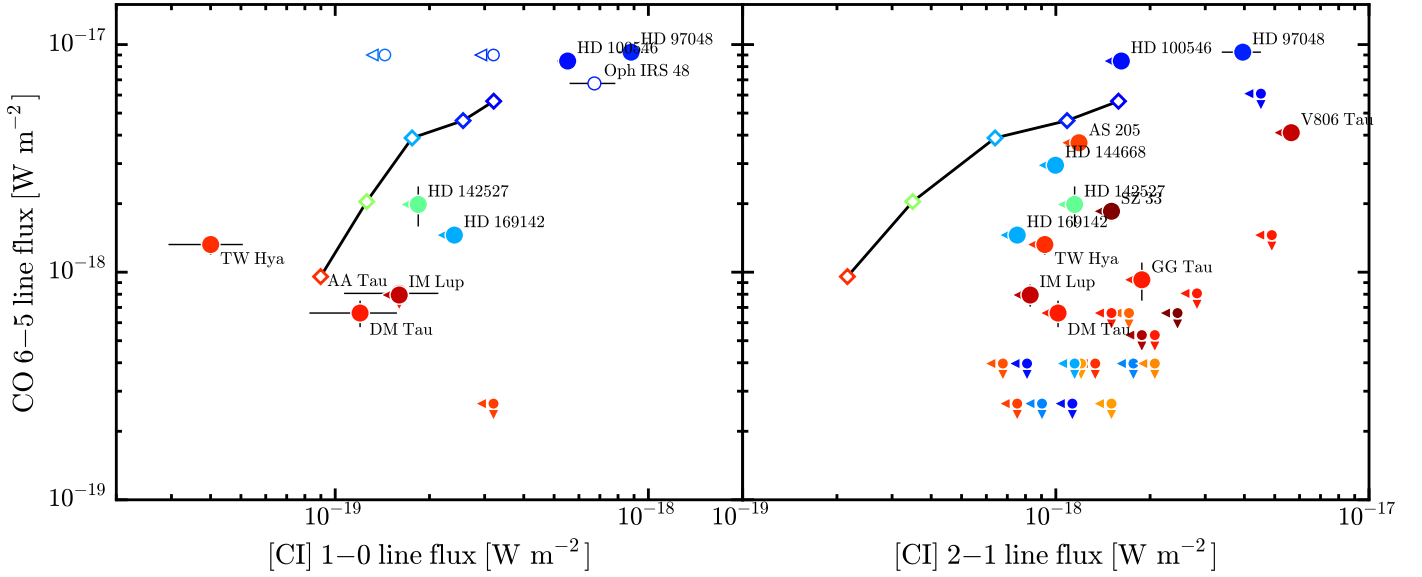 CO 6−5 line flux [W m−2]
10−17
10−18
10−19
HD 100546
HD 97048
Oph IRS 48
HD 142527
HD 169142
TW Hya
AA Tau
IM Lup
DM Tau
10−19
10−18
[CI] 1−0 line flux [W m−2]
HD 100546
HD 97048
V806 Tau
AS 205
HD 144668
HD 142527
SZ 33
HD 169142
TW Hya
GG Tau
IM Lup
DM Tau
10−19
10−18
10−17
[CI] 2−1 line flux [W m−2]